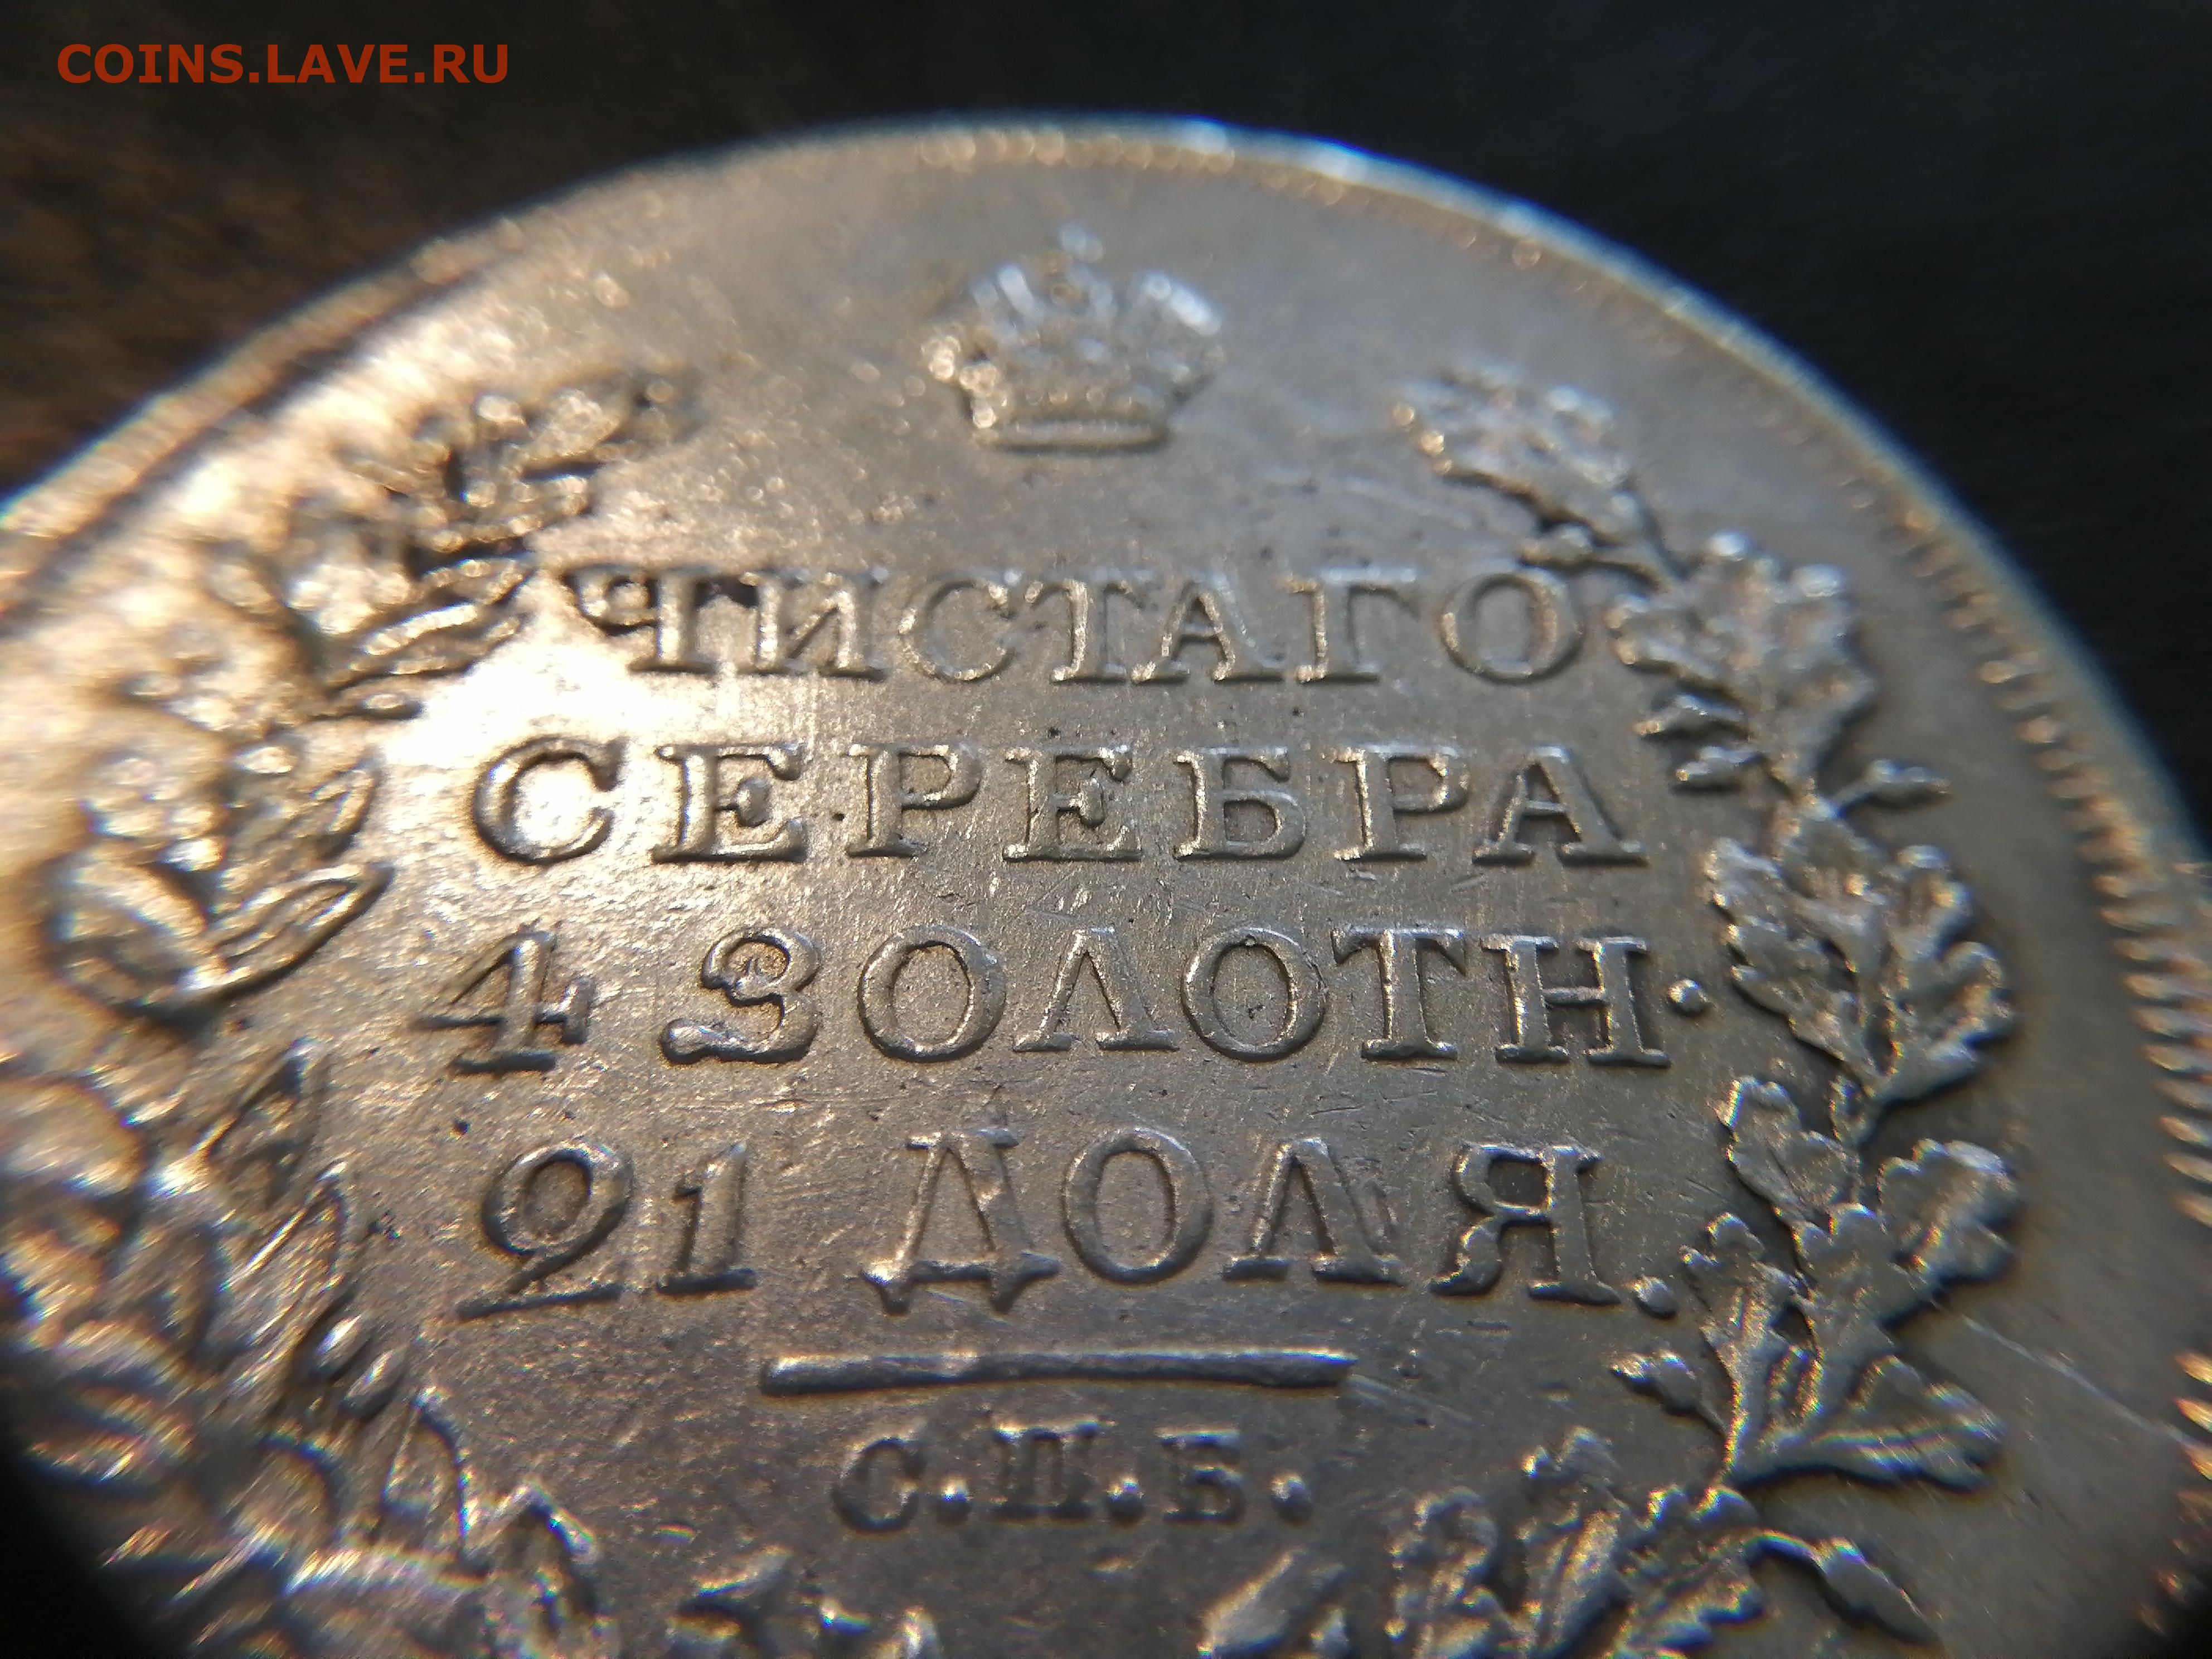 COINS.LAVE.RU
ЧИСТАГО
СЕРЕБРА
4 ЗОЛОТН.
21 ДОЛЯ.
С.П.Б.